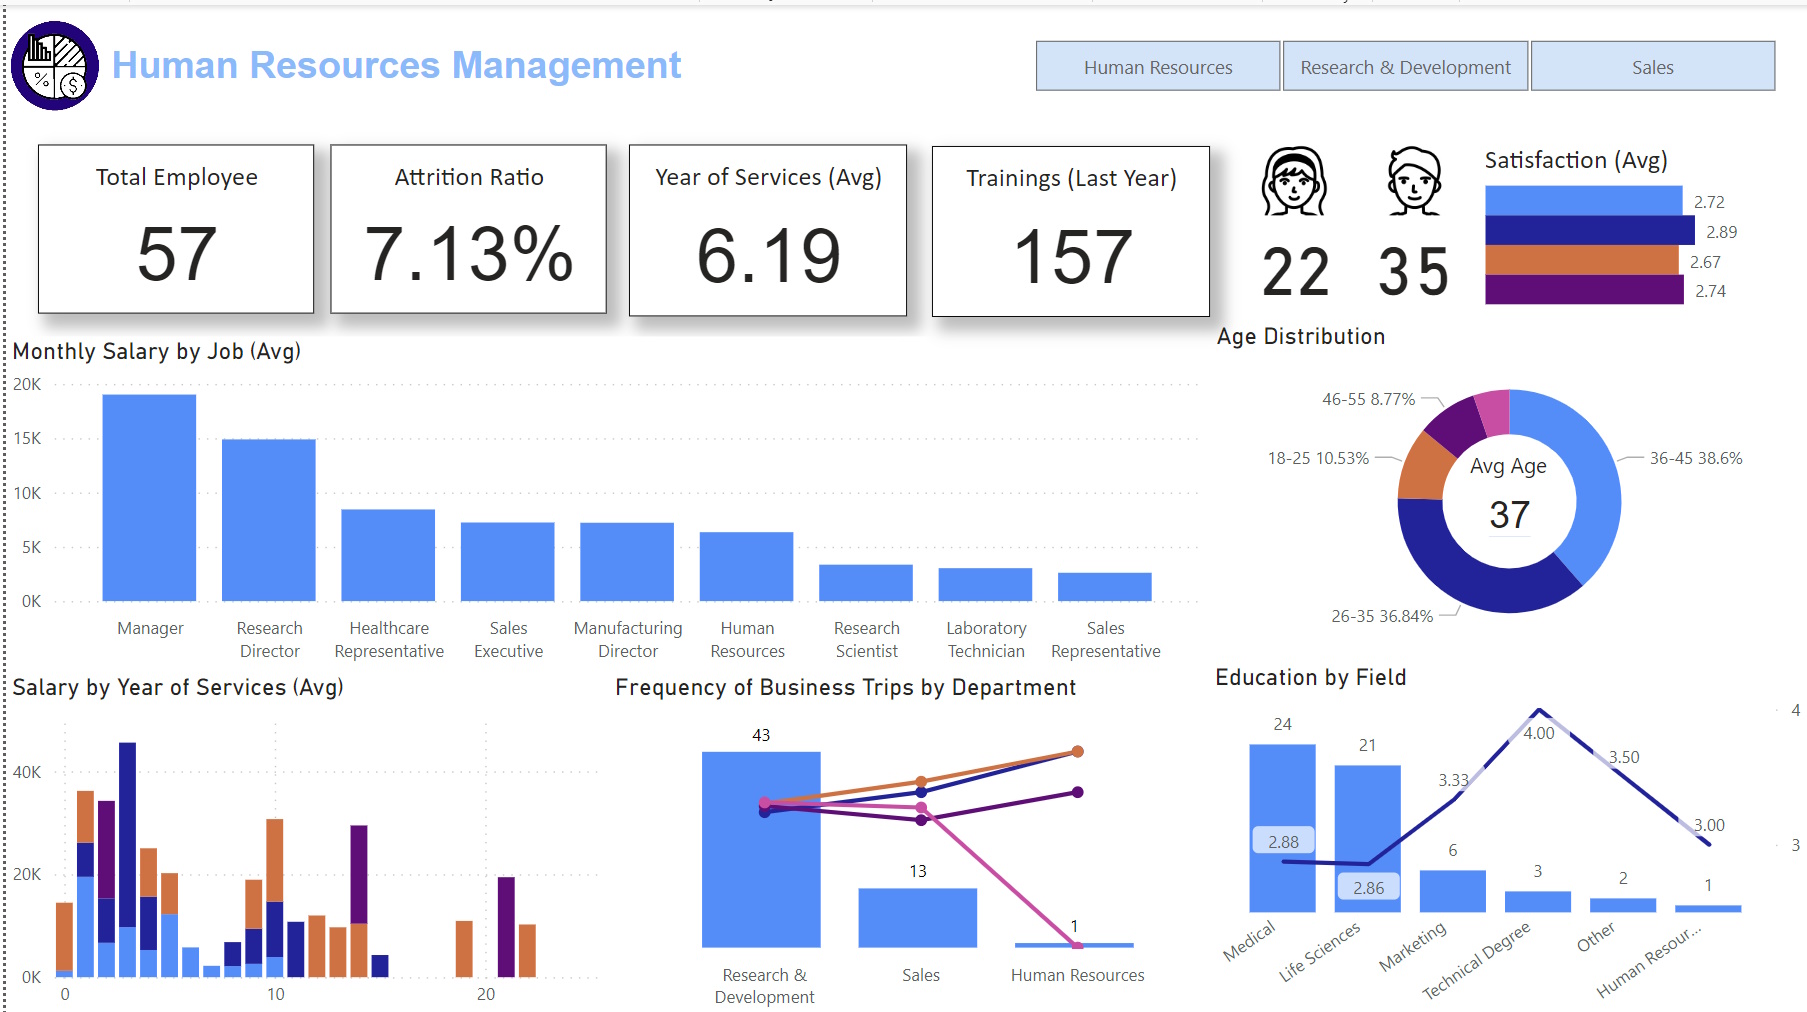 Human Resources Management
Human Resources
Research & Development
Sales
Total Employee
57
Attrition Ratio
7.13%
Year of Services (Avg)
6.19
Trainings (Last Year)
157
22
35
Satisfaction (Avg)
2.72
2.89
2.67
2.74
Monthly Salary by Job (Avg)
20K
15K
10K
5K
0K
Manager
Research
Director
Healthcare
Representative
Sales
Executive
Manufacturing
Director
Human
Resources
Research
Scientist
Laboratory
Technician
Sales
Representative
Age Distribution
46-55 8.77%
18-25 10.53%
36-45 38.6%
26-35 36.84%
Avg Age
37
Salary by Year of Services (Avg)
40K
20K
0K
0
10
20
Frequency of Business Trips by Department
43
13
1
Research &
Development
Sales
Human Resources
Education by Field
24
21
6
3
2
1
2.88
2.86
3.33
4.00
3.50
3.00
4
3
Medical
Life Sciences
Marketing
Technical Degree
Other
Human Resour...